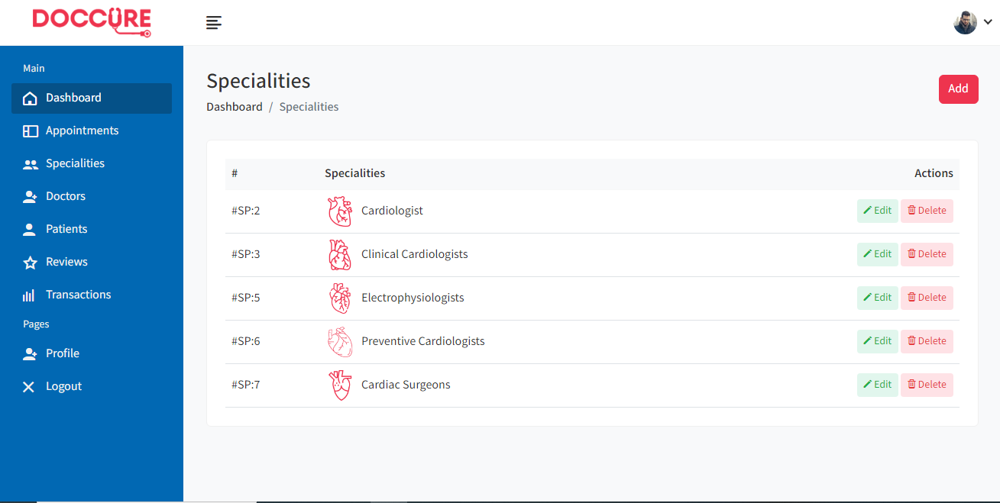 DOCCURE
Main
Dashboard
Appointments
Specialities
Doctors
Patients
Reviews
Transactions
Pages
Profile
Logout
Specialities
Dashboard / Specialities
Add
# Specialities Actions
#SP:2 Cardiologist Edit Delete
#SP:3 Clinical Cardiologists Edit Delete
#SP:5 Electrophysiologists Edit Delete
#SP:6 Preventive Cardiologists Edit Delete
#SP:7 Cardiac Surgeons Edit Delete